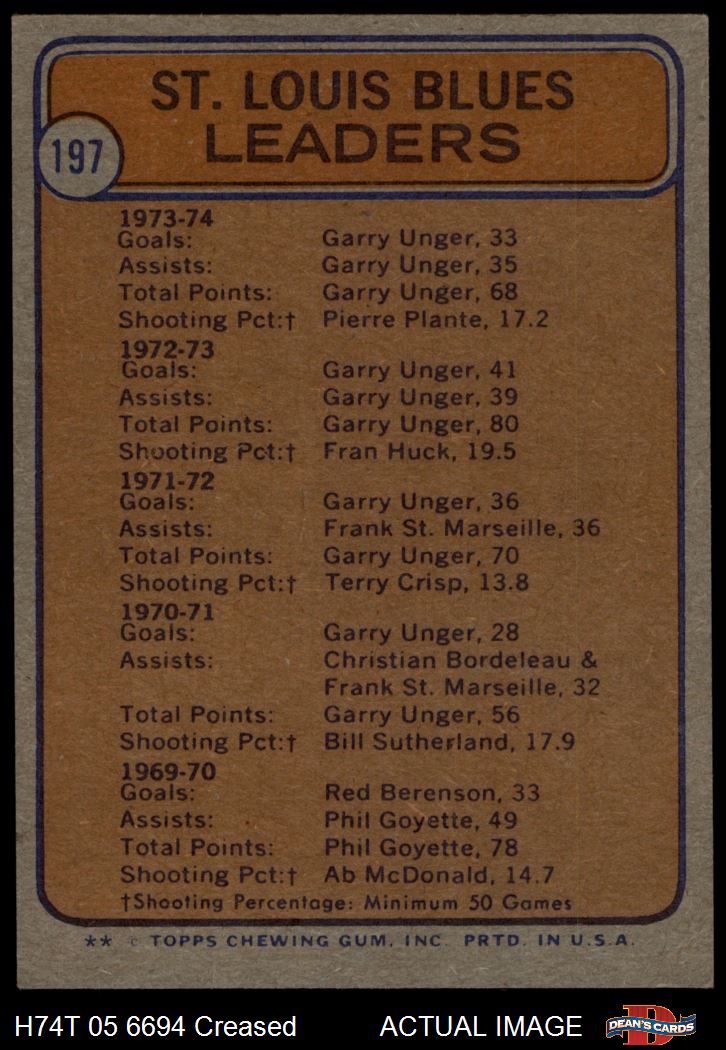 ST. LOUIS BLUES
LEADERS
197
1973-74
Goals: Garry Unger, 33
Assists: Garry Unger, 35
Total Points: Garry Unger, 68
Shooting Pct:† Pierre Plante, 17.2
1972-73
Goals: Garry Unger, 41
Assists: Garry Unger, 39
Total Points: Garry Unger, 80
Shooting Pct:† Fran Huck, 19.5
1971-72
Goals: Garry Unger, 36
Assists: Frank St. Marseille, 36
Total Points: Garry Unger, 70
Shooting Pct:† Terry Crisp, 13.8
1970-71
Goals: Garry Unger, 28
Assists: Christian Bordeleau &
Frank St. Marseille, 32
Total Points: Garry Unger, 56
Shooting Pct:† Bill Sutherland, 17.9
1969-70
Goals: Red Berenson, 33
Assists: Phil Goyette, 49
Total Points: Phil Goyette, 78
Shooting Pct:† Ab McDonald, 14.7
†Shooting Percentage: Minimum 50 Games
** © TOPPS CHEWING GUM, INC. PRTD. IN U.S.A.
H74T 05 6694 Creased ACTUAL IMAGE
D
DEAN'S CARDS